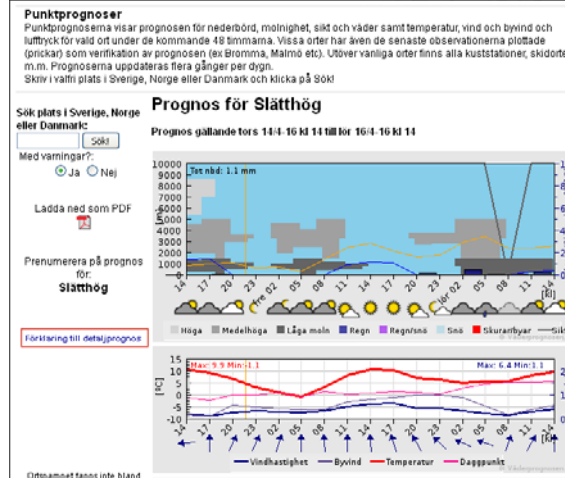 Punktprognoser
Punktprognoserna visar prognosen för nederbörd, molnighet, sikt och väder samt temperatur, vind och byvind och
lufttryck för vald ort under de kommande 48 timmarna. Vissa orter har även de senaste observationerna plottade
(prickar) som verifikation av prognosen (ex Bromma, Malmö etc). Utöver vanliga orter finns alla kuststationer, skidorte
m.m. Prognoserna uppdateras flera gånger per dygn.
Skriv i valfri plats i Sverige, Norge eller Danmark och klicka på Sök!
Sök plats i Sverige, Norge
eller Danmark:
Sök!
Med varningar?:
Ja Nej
Ladda ned som PDF
Prenumerera på prognos
för:
Slätthög
Förklaring till detaljprognos
Ortsnamnet fanns inte bland
Prognos för Slätthög
Prognos gällande tors 14/4-16 kl 14 till lör 16/4-16 kl 14
Tot nbd: 1.1 mm
10000
9000
8000
7000
6000
5000
4000
3000
2000
1000
0
[m]
14 17 20 23 fre 02 05 08 11 14 17 20 23 lör 02 05 08 11 14
[kl]
Höga Medelhöga Låga moln Regn Regn/snö Snö Skurar/byar Sikt
© Väderprognosen
Max: 9.9 Min:-1.1
Max: 6.4 Min:1.1
15
10
5
0
-5
-10
[ºC]
14 17 20 23 02 05 08 11 14 17 20 23 02 05 08 11 14
[kl]
Vindhastighet Byvind Temperatur Daggpunkt